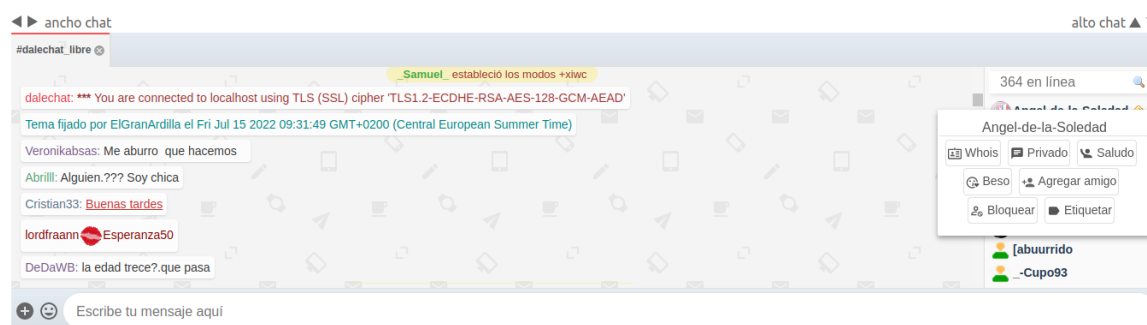 ◀ ▶ ancho chat
alto chat ▲
#dalechat_libre
_Samuel_ estableció los modos +xiwc
dalechat: *** You are connected to localhost using TLS (SSL) cipher 'TLS1.2-ECDHE-RSA-AES-128-GCM-AEAD'
Tema fijado por ElGranArdilla el Fri Jul 15 2022 09:31:49 GMT+0200 (Central European Summer Time)
Veronikabsas: Me aburro que hacemos
Abrilll: Alguien.??? Soy chica
Cristian33: Buenas tardes
lordfraann Esperanza50
DeDaWB: la edad trece?.que pasa
364 en línea
Angel-de-la-Soledad
Angel-de-la-Soledad
Whois Privado Saludo
Beso Agregar amigo
Bloquear Etiquetar
[abuurrido
_-Cupo93
Escribe tu mensaje aquí